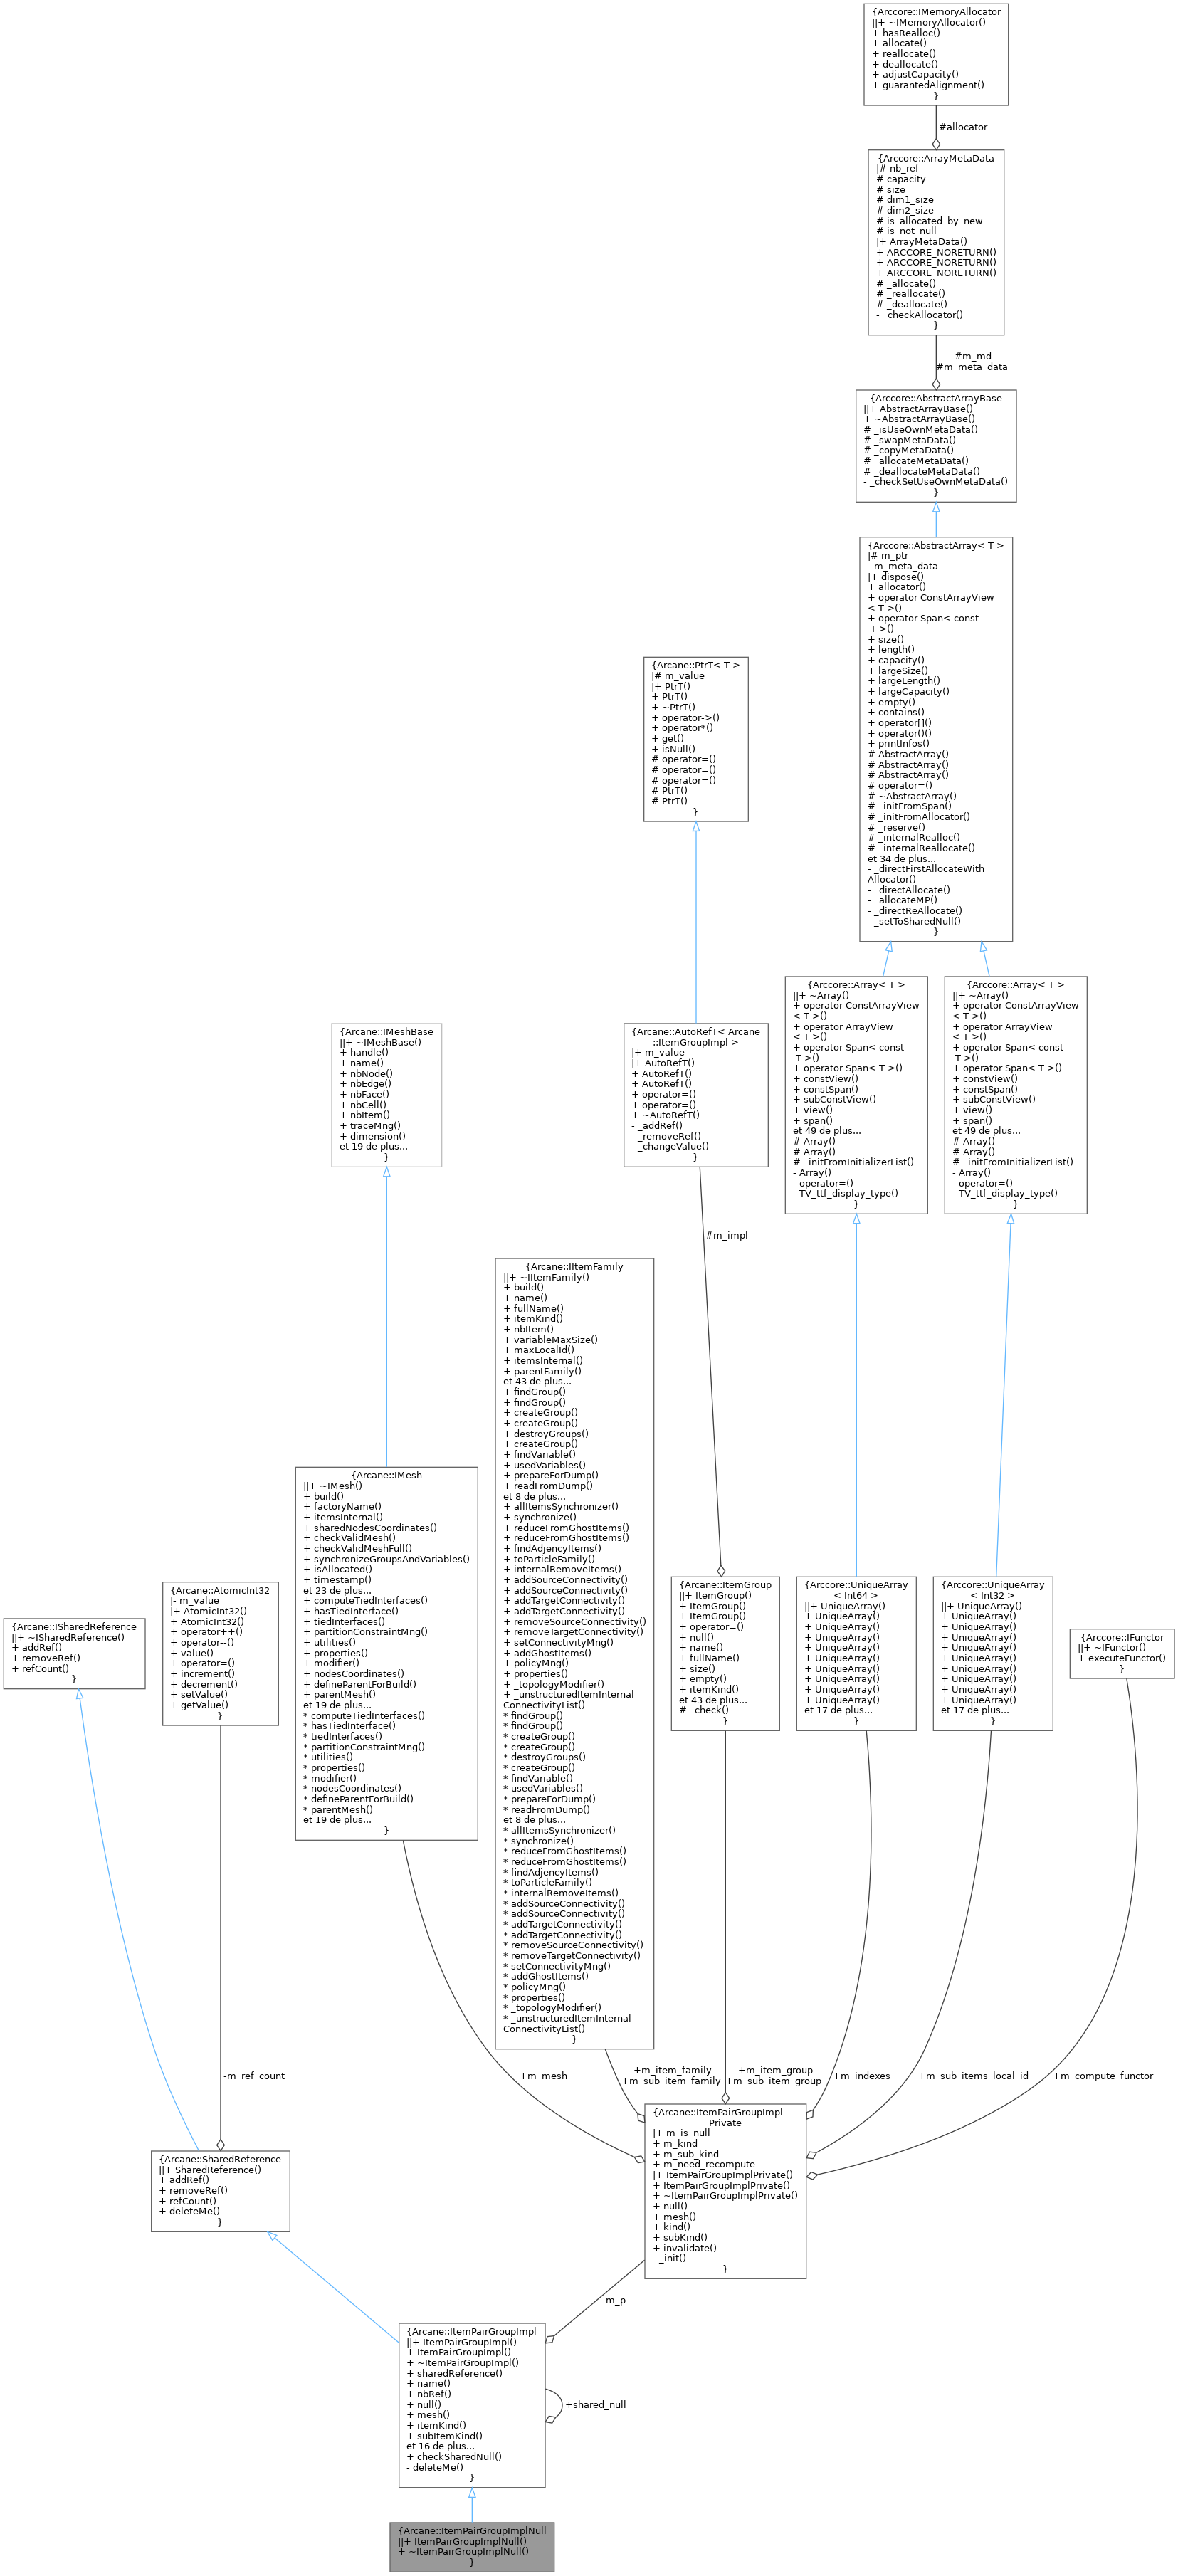 {Arccore::IMemoryAllocator
||+ ~IMemoryAllocator()
+ hasRealloc()
+ allocate()
+ reallocate()
+ deallocate()
+ adjustCapacity()
+ guarantedAlignment()
}
#allocator
{Arccore::ArrayMetaData
|# nb_ref
# capacity
# size
# dim1_size
# dim2_size
# is_allocated_by_new
# is_not_null
|+ ArrayMetaData()
+ ARCCORE_NORETURN()
+ ARCCORE_NORETURN()
+ ARCCORE_NORETURN()
# _allocate()
# _reallocate()
# _deallocate()
- _checkAllocator()
}
#m_md
#m_meta_data
{Arccore::AbstractArrayBase
||+ AbstractArrayBase()
+ ~AbstractArrayBase()
# _isUseOwnMetaData()
# _swapMetaData()
# _copyMetaData()
# _allocateMetaData()
# _deallocateMetaData()
- _checkSetUseOwnMetaData()
}
{Arccore::AbstractArray< T >
|# m_ptr
- m_meta_data
|+ dispose()
+ allocator()
+ operator ConstArrayView
< T >()
+ operator Span< const
T >()
+ size()
+ length()
+ capacity()
+ largeSize()
+ largeLength()
+ largeCapacity()
+ empty()
+ contains()
+ operator[]()
+ operator()()
+ printInfos()
# AbstractArray()
# AbstractArray()
# AbstractArray()
# operator=()
# ~AbstractArray()
# _initFromSpan()
# _initFromAllocator()
# _reserve()
# _internalRealloc()
# _internalReallocate()
et 34 de plus...
- _directFirstAllocateWith
Allocator()
- _directAllocate()
- _allocateMP()
- _directReAllocate()
- _setToSharedNull()
}
{Arcane::PtrT< T >
|# m_value
|+ PtrT()
+ PtrT()
+ ~PtrT()
+ operator->()
+ operator*()
+ get()
+ isNull()
# operator=()
# operator=()
# operator=()
# PtrT()
# PtrT()
}
{Arccore::Array< T >
||+ ~Array()
+ operator ConstArrayView
< T >()
+ operator ArrayView
< T >()
+ operator Span< const
T >()
+ operator Span< T >()
+ constView()
+ constSpan()
+ subConstView()
+ view()
+ span()
et 49 de plus...
# Array()
# Array()
# _initFromInitializerList()
- Array()
- operator=()
- TV_ttf_display_type()
}
{Arccore::Array< T >
||+ ~Array()
+ operator ConstArrayView
< T >()
+ operator ArrayView
< T >()
+ operator Span< const
T >()
+ operator Span< T >()
+ constView()
+ constSpan()
+ subConstView()
+ view()
+ span()
et 49 de plus...
# Array()
# Array()
# _initFromInitializerList()
- Array()
- operator=()
- TV_ttf_display_type()
}
{Arcane::IMeshBase
||+ ~IMeshBase()
+ handle()
+ name()
+ nbNode()
+ nbEdge()
+ nbFace()
+ nbCell()
+ nbItem()
+ traceMng()
+ dimension()
et 19 de plus...
}
{Arcane::AutoRefT< Arcane
::ItemGroupImpl >
|+ m_value
|+ AutoRefT()
+ AutoRefT()
+ AutoRefT()
+ operator=()
+ operator=()
+ ~AutoRefT()
- _addRef()
- _removeRef()
- _changeValue()
}
#m_impl
{Arcane::IItemFamily
||+ ~IItemFamily()
+ build()
+ name()
+ fullName()
+ itemKind()
+ nbItem()
+ variableMaxSize()
+ maxLocalId()
+ itemsInternal()
+ parentFamily()
et 43 de plus...
+ findGroup()
+ findGroup()
+ createGroup()
+ createGroup()
+ destroyGroups()
+ createGroup()
+ findVariable()
+ usedVariables()
+ prepareForDump()
+ readFromDump()
et 8 de plus...
+ allItemsSynchronizer()
+ synchronize()
+ reduceFromGhostItems()
+ reduceFromGhostItems()
+ findAdjencyItems()
+ toParticleFamily()
+ internalRemoveItems()
+ addSourceConnectivity()
+ addSourceConnectivity()
+ addTargetConnectivity()
+ addTargetConnectivity()
+ removeSourceConnectivity()
+ removeTargetConnectivity()
+ setConnectivityMng()
+ addGhostItems()
+ policyMng()
+ properties()
+ _topologyModifier()
+ _unstructuredItemInternal
ConnectivityList()
* findGroup()
* findGroup()
* createGroup()
* createGroup()
* destroyGroups()
* createGroup()
* findVariable()
* usedVariables()
* prepareForDump()
* readFromDump()
et 8 de plus...
* allItemsSynchronizer()
* synchronize()
* reduceFromGhostItems()
* reduceFromGhostItems()
* findAdjencyItems()
* toParticleFamily()
* internalRemoveItems()
* addSourceConnectivity()
* addSourceConnectivity()
* addTargetConnectivity()
* addTargetConnectivity()
* removeSourceConnectivity()
* removeTargetConnectivity()
* setConnectivityMng()
* addGhostItems()
* policyMng()
* properties()
* _topologyModifier()
* _unstructuredItemInternal
ConnectivityList()
}
{Arcane::IMesh
||+ ~IMesh()
+ build()
+ factoryName()
+ itemsInternal()
+ sharedNodesCoordinates()
+ checkValidMesh()
+ checkValidMeshFull()
+ synchronizeGroupsAndVariables()
+ isAllocated()
+ timestamp()
et 23 de plus...
+ computeTiedInterfaces()
+ hasTiedInterface()
+ tiedInterfaces()
+ partitionConstraintMng()
+ utilities()
+ properties()
+ modifier()
+ nodesCoordinates()
+ defineParentForBuild()
+ parentMesh()
et 19 de plus...
* computeTiedInterfaces()
* hasTiedInterface()
* tiedInterfaces()
* partitionConstraintMng()
* utilities()
* properties()
* modifier()
* nodesCoordinates()
* defineParentForBuild()
* parentMesh()
et 19 de plus...
}
{Arcane::ISharedReference
||+ ~ISharedReference()
+ addRef()
+ removeRef()
+ refCount()
}
{Arcane::AtomicInt32
|- m_value
|+ AtomicInt32()
+ AtomicInt32()
+ operator++()
+ operator--()
+ value()
+ operator=()
+ increment()
+ decrement()
+ setValue()
+ getValue()
}
{Arcane::ItemGroup
||+ ItemGroup()
+ ItemGroup()
+ ItemGroup()
+ operator=()
+ null()
+ name()
+ fullName()
+ size()
+ empty()
+ itemKind()
et 43 de plus...
# _check()
}
{Arccore::UniqueArray
< Int64 >
||+ UniqueArray()
+ UniqueArray()
+ UniqueArray()
+ UniqueArray()
+ UniqueArray()
+ UniqueArray()
+ UniqueArray()
+ UniqueArray()
+ UniqueArray()
+ UniqueArray()
et 17 de plus...
}
{Arccore::UniqueArray
< Int32 >
||+ UniqueArray()
+ UniqueArray()
+ UniqueArray()
+ UniqueArray()
+ UniqueArray()
+ UniqueArray()
+ UniqueArray()
+ UniqueArray()
+ UniqueArray()
+ UniqueArray()
et 17 de plus...
}
{Arccore::IFunctor
||+ ~IFunctor()
+ executeFunctor()
}
-m_ref_count
+m_mesh
+m_item_family
+m_sub_item_family
+m_item_group
+m_sub_item_group
+m_indexes
+m_sub_items_local_id
+m_compute_functor
{Arcane::SharedReference
||+ SharedReference()
+ addRef()
+ removeRef()
+ refCount()
+ deleteMe()
}
{Arcane::ItemPairGroupImpl
Private
|+ m_is_null
+ m_kind
+ m_sub_kind
+ m_need_recompute
|+ ItemPairGroupImplPrivate()
+ ItemPairGroupImplPrivate()
+ ~ItemPairGroupImplPrivate()
+ null()
+ mesh()
+ kind()
+ subKind()
+ invalidate()
- _init()
}
-m_p
{Arcane::ItemPairGroupImpl
||+ ItemPairGroupImpl()
+ ItemPairGroupImpl()
+ ~ItemPairGroupImpl()
+ sharedReference()
+ name()
+ nbRef()
+ null()
+ mesh()
+ itemKind()
+ subItemKind()
et 16 de plus...
+ checkSharedNull()
- deleteMe()
}
+shared_null
{Arcane::ItemPairGroupImplNull
||+ ItemPairGroupImplNull()
+ ~ItemPairGroupImplNull()
}